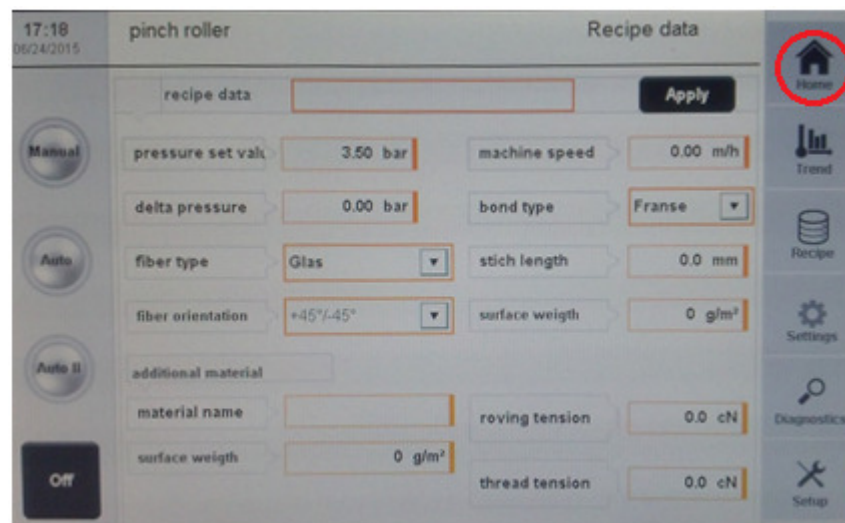 17:18
06/24/2015
pinch roller
Recipe data
Home
recipe data
Apply
Manual
pressure set valu
3.50 bar
machine speed
0.00 m/h
Trend
delta pressure
0.00 bar
bond type
Franse
Auto
fiber type
Glas
stich length
0.0 mm
Recipe
fiber orientation
+45°/-45°
surface weigth
0 g/m²
Settings
Auto II
additional material
material name
roving tension
0.0 cN
Diagnostics
surface weigth
0 g/m²
Off
thread tension
0.0 cN
Setup